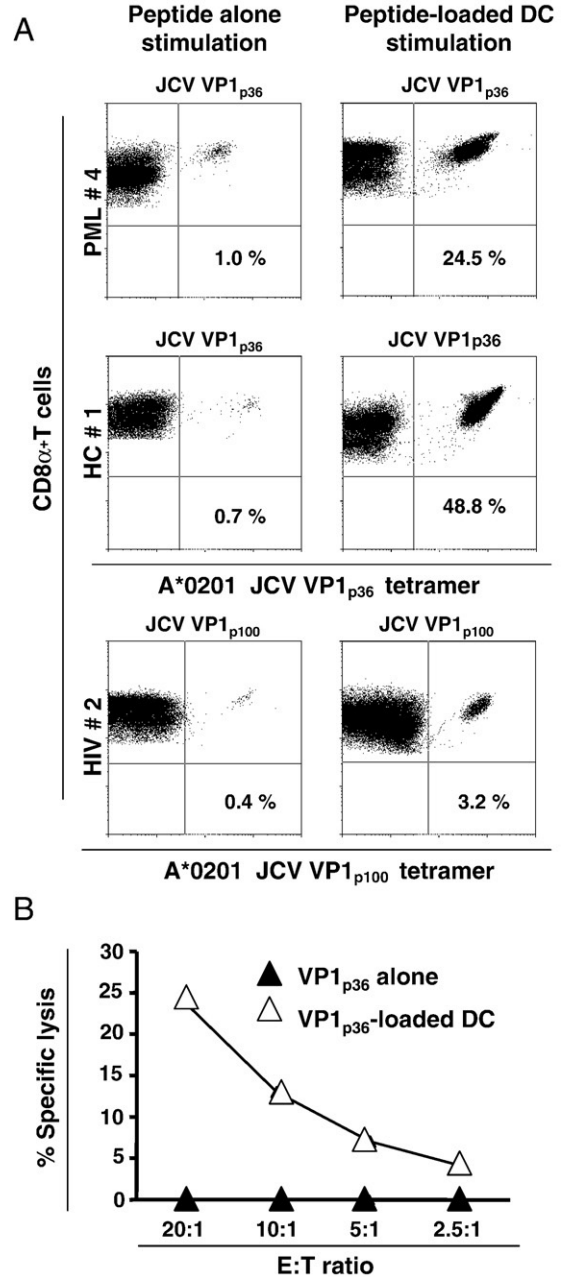 A
Peptide alone
stimulation
Peptide-loaded DC
stimulation
JCV VP1p36
JCV VP1p36
PML # 4
1.0 %
24.5 %
JCV VP1p36
JCV VP1p36
HC # 1
0.7 %
48.8 %
CD8α+T cells
A*0201 JCV VP1p36 tetramer
JCV VP1p100
JCV VP1p100
HIV # 2
0.4 %
3.2 %
A*0201 JCV VP1p100 tetramer
B
% Specific lysis
30
25
20
15
10
5
0
VP1p36 alone
VP1p36-loaded DC
20:1
10:1
5:1
2.5:1
E:T ratio